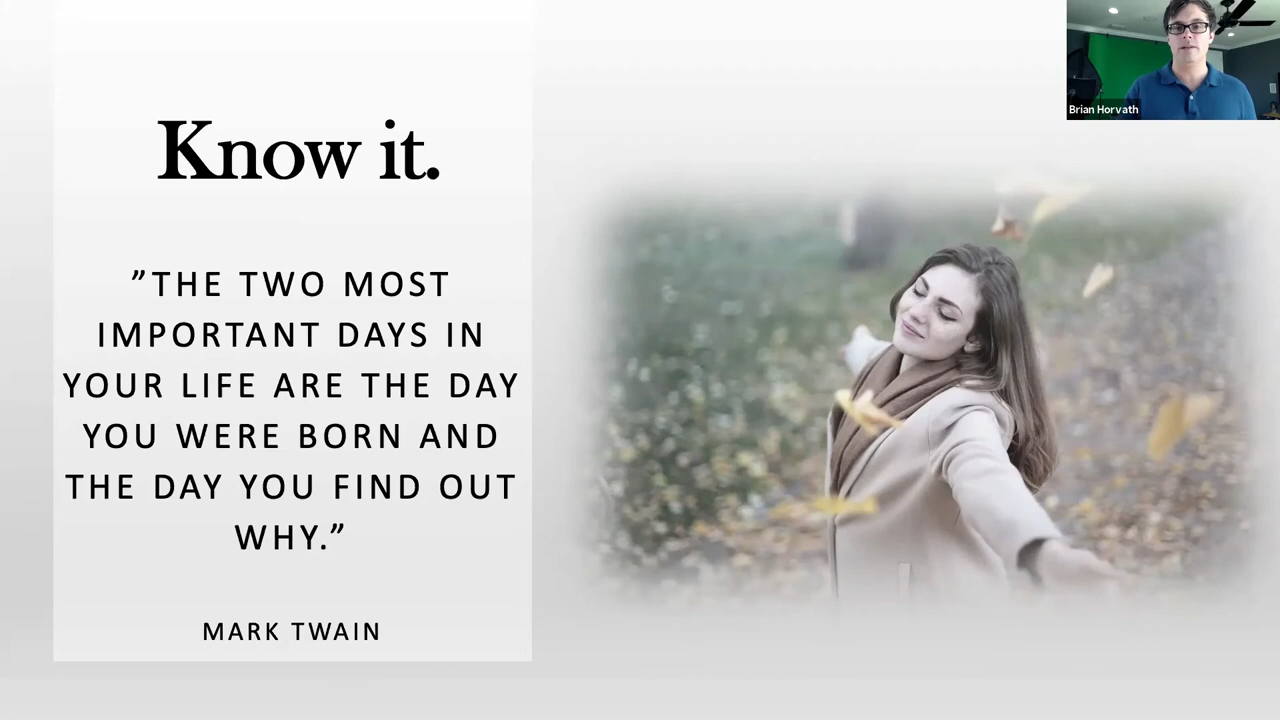 Know it.
”THE TWO MOST
IMPORTANT DAYS IN
YOUR LIFE ARE THE DAY
YOU WERE BORN AND
THE DAY YOU FIND OUT
WHY.”
MARK TWAIN
Brian Horvath